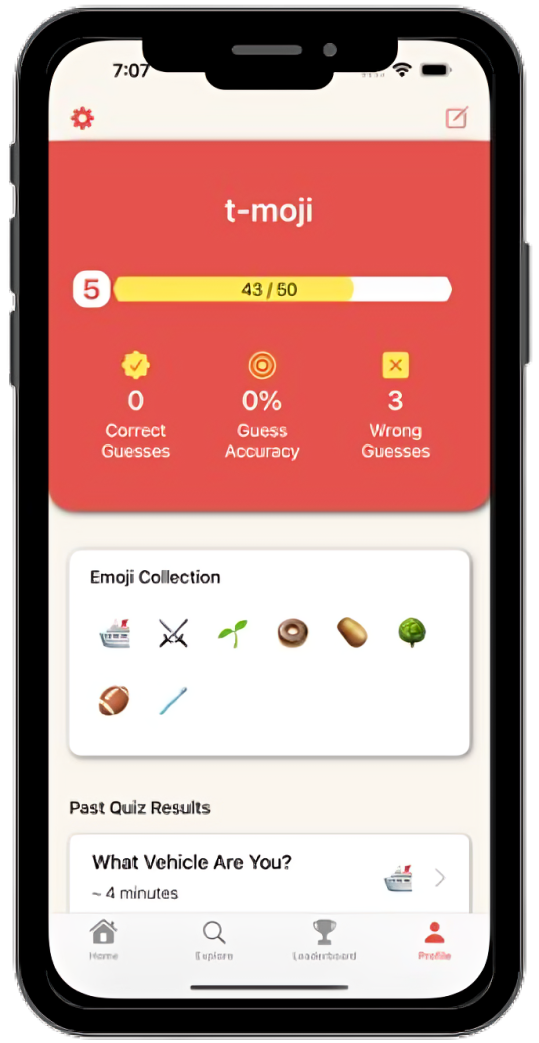 7:07
t-moji
5 43 / 50
0 0% 3
Correct Guess Wrong
Guesses Accuracy Guesses
Emoji Collection
Past Quiz Results
What Vehicle Are You?
~ 4 minutes
Home Explore Leaderboard Profile